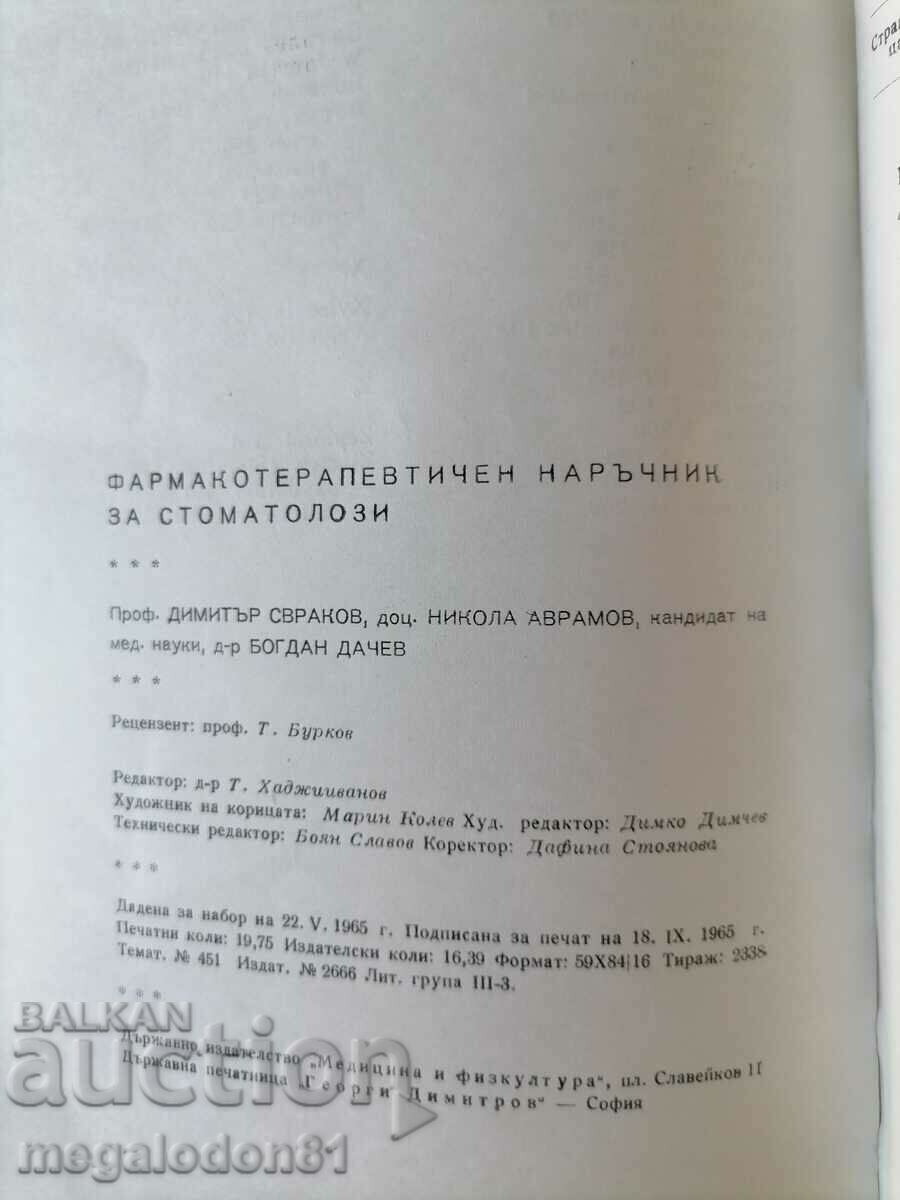 Стра
ФАРМАКОТЕРАПЕВТИЧЕН НАРЪЧНИК
ЗА СТОМАТОЛОЗИ
* * *
Проф. ДИМИТЪР СВРАКОВ, доц. НИКОЛА АВРАМОВ, кандидат на
мед. науки, д-р БОГДАН ДАЧЕВ
* * *
Рецензент: проф. Т. Бурков
Редактор: д-р Т. Хаджииванов
Художник на корицата: Марин Колев Худ. редактор: Димко Димчев
Технически редактор: Боян Славов Коректор: Дафина Стоянова
* * *
Дадена за набор на 22. V. 1965 г. Подписана за печат на 18. IX. 1965 г.
Печатни коли: 19,75 Издателски коли: 16,39 Формат: 59X84|16 Тираж: 2338
Темат. № 451 Издат. № 2666 Лит. група III-3.
* * *
Държавно издателство „Медицина и физкултура“, пл. Славейков 11
Държавна печатница „Георги Димитров“ — София
BALKAN
auction
megalodon81